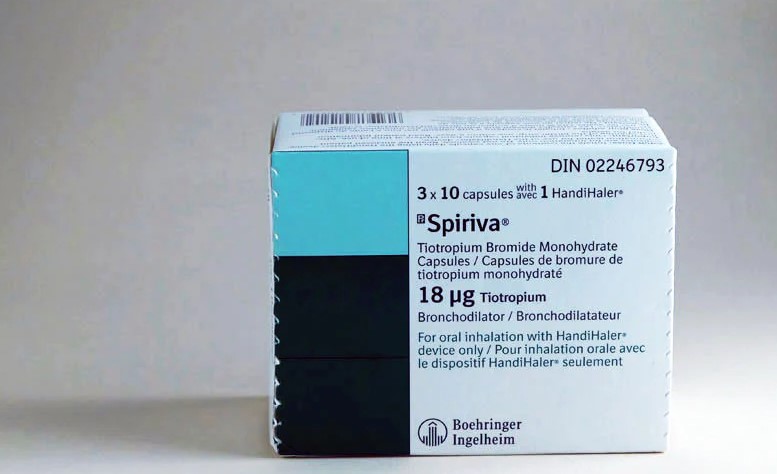 DIN 02246793
3 x 10 capsules with avec 1 HandiHaler®
Pr Spiriva®
Tiotropium Bromide Monohydrate
Capsules / Capsules de bromure de
tiotropium monohydraté
18 µg Tiotropium
Bronchodilator / Bronchodilatateur
For oral inhalation with HandiHaler®
device only / Pour inhalation orale avec
le dispositif HandiHaler® seulement
Boehringer
Ingelheim